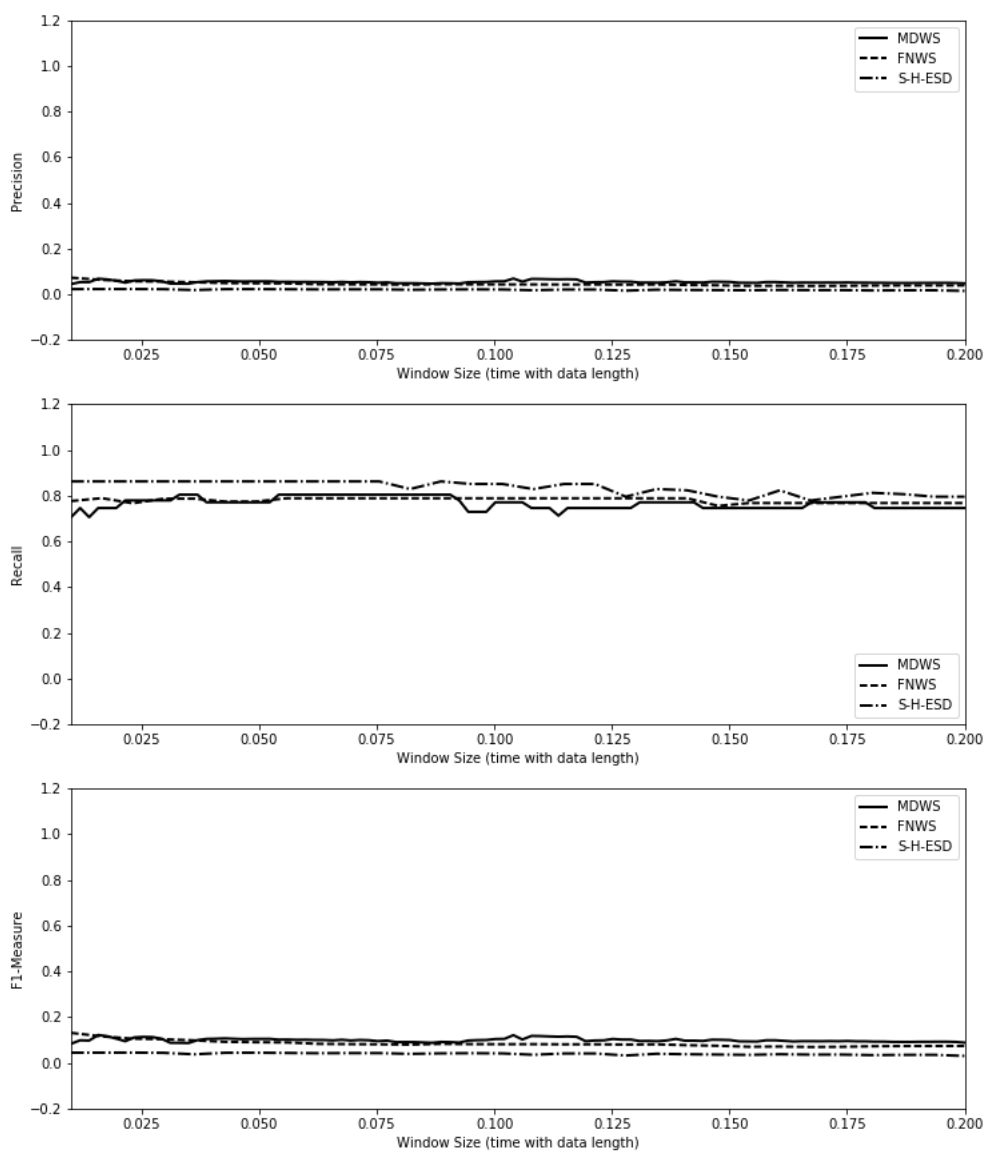 1.2
1.0
0.8
0.6
0.4
0.2
0.0
−0.2
Precision
MDWS
FNWS
S-H-ESD
0.025 0.050 0.075 0.100 0.125 0.150 0.175 0.200
Window Size (time with data length)
1.2
1.0
0.8
0.6
0.4
0.2
0.0
−0.2
Recall
MDWS
FNWS
S-H-ESD
0.025 0.050 0.075 0.100 0.125 0.150 0.175 0.200
Window Size (time with data length)
1.2
1.0
0.8
0.6
0.4
0.2
0.0
−0.2
F1-Measure
MDWS
FNWS
S-H-ESD
0.025 0.050 0.075 0.100 0.125 0.150 0.175 0.200
Window Size (time with data length)